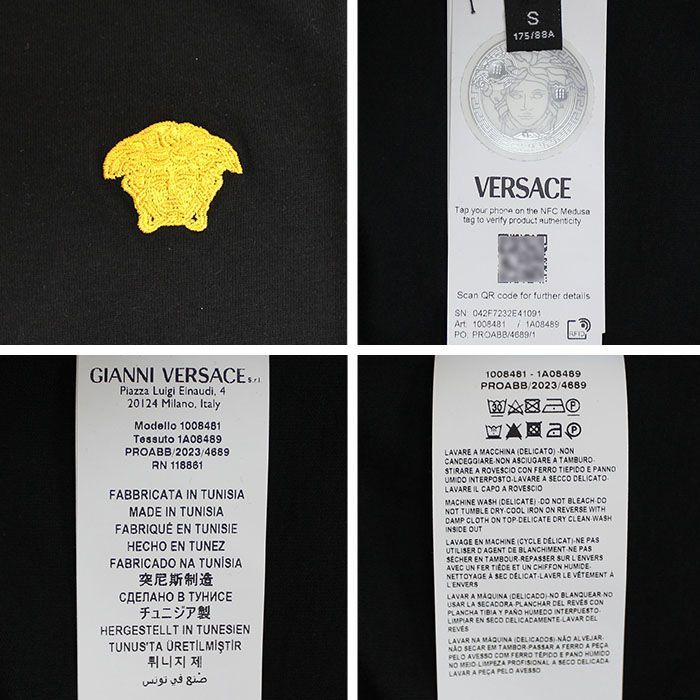 S
175/88A
VERSACE
Tap your phone on the NFC Medusa
tag to verify product authenticity
Scan QR code for further details
SN: 042F7232E41091
Art: 1008481 / 1A08489
PO: PROABB/4689/1
GIANNI VERSACE S.r.l.
Piazza Luigi Einaudi, 4
20124 Milano, Italy
Modello 1008481
Tessuto 1A08489
PROABB/2023/4689
RN 118861
FABBRICATA IN TUNISIA
MADE IN TUNISIA
FABRIQUÉ EN TUNISIE
HECHO EN TUNEZ
FABRICADO NA TUNÍSIA
突尼斯制造
СДЕЛАНО В ТУНИСЕ
チュニジア製
HERGESTELLT IN TUNESIEN
TUNUS'TA ÜRETİLMİŞTİR
튀니지 제
صنع في تونس
1008481 - 1A08489
PROABB/2023/4689
LAVARE A MACCHINA (DELICATO) -NON
CANDEGGIARE-NON ASCIUGARE A TAMBURO-
STIRARE A ROVESCIO CON FERRO TIEPIDO E PANNO
UMIDO INTERPOSTO-LAVARE A SECCO DELICATO-
LAVARE IL CAPO A ROVESCIO
MACHINE WASH (DELICATE) -DO NOT BLEACH-DO
NOT TUMBLE DRY-COOL IRON ON REVERSE WITH
DAMP CLOTH ON TOP-DELICATE DRY CLEAN-WASH
INSIDE OUT
LAVAGE EN MACHINE (CYCLE DÉLICAT)-NE PAS
UTILISER D'AGENT DE BLANCHIMENT-NE PAS
SÉCHER EN TAMBOUR-REPASSER SUR L'ENVERS
AVEC UN FER TIÈDE ET UN CHIFFON HUMIDE-
NETTOYAGE À SEC DÉLICAT-LAVER LE VÊTEMENT À
L'ENVERS
LAVAR A MÁQUINA (DELICADO)-NO BLANQUEAR-NO
USAR LA SECADORA-PLANCHAR DEL REVÉS CON
PLANCHA TIBIA Y PAÑO HÚMEDO INTERPUESTO-
LIMPIAR EN SECO DELICADAMENTE-LAVAR DEL
REVÉS
LAVAR NA MÁQUINA (DELICADOS)-NÃO ALVEJAR-
NÃO SECAR EM TAMBOR-PASSAR A FERRO A PEÇA
PELO AVESSO COM FERRO TÉPIDO E PANO HÚMIDO
NO MEIO-LIMPEZA PROFISSIONAL A SECO DELICADA-
LAVAR A PEÇA PELO AVESSO